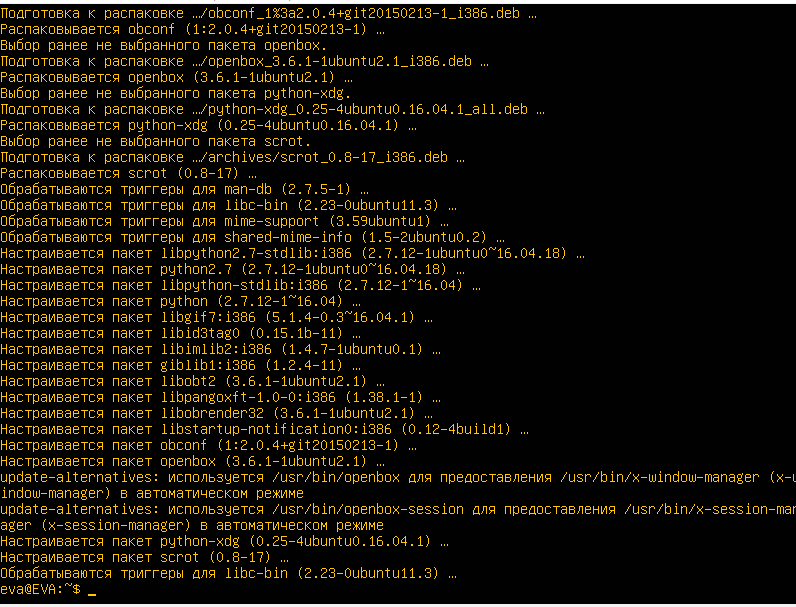 Подготовка к распаковке …/obconf_1%3a2.0.4+git20150213-1_i386.deb …
Распаковывается obconf (1:2.0.4+git20150213-1) …
Выбор ранее не выбранного пакета openbox.
Подготовка к распаковке …/openbox_3.6.1-1ubuntu2.1_i386.deb …
Распаковывается openbox (3.6.1-1ubuntu2.1) …
Выбор ранее не выбранного пакета python-xdg.
Подготовка к распаковке …/python-xdg_0.25-4ubuntu0.16.04.1_all.deb …
Распаковывается python-xdg (0.25-4ubuntu0.16.04.1) …
Выбор ранее не выбранного пакета scrot.
Подготовка к распаковке …/archives/scrot_0.8-17_i386.deb …
Распаковывается scrot (0.8-17) …
Обрабатываются триггеры для man-db (2.7.5-1) …
Обрабатываются триггеры для libc-bin (2.23-0ubuntu11.3) …
Обрабатываются триггеры для mime-support (3.59ubuntu1) …
Обрабатываются триггеры для shared-mime-info (1.5-2ubuntu0.2) …
Настраивается пакет libpython2.7-stdlib:i386 (2.7.12-1ubuntu0~16.04.18) …
Настраивается пакет python2.7 (2.7.12-1ubuntu0~16.04.18) …
Настраивается пакет libpython-stdlib:i386 (2.7.12-1~16.04) …
Настраивается пакет python (2.7.12-1~16.04) …
Настраивается пакет libgif7:i386 (5.1.4-0.3~16.04.1) …
Настраивается пакет libid3tag0 (0.15.1b-11) …
Настраивается пакет libimlib2:i386 (1.4.7-1ubuntu0.1) …
Настраивается пакет giblib1:i386 (1.2.4-11) …
Настраивается пакет libobt2 (3.6.1-1ubuntu2.1) …
Настраивается пакет libpangoxft-1.0-0:i386 (1.38.1-1) …
Настраивается пакет libobrender32 (3.6.1-1ubuntu2.1) …
Настраивается пакет libstartup-notification0:i386 (0.12-4build1) …
Настраивается пакет obconf (1:2.0.4+git20150213-1) …
Настраивается пакет openbox (3.6.1-1ubuntu2.1) …
update-alternatives: используется /usr/bin/openbox для предоставления /usr/bin/x-window-manager (x-w
indow-manager) в автоматическом режиме
update-alternatives: используется /usr/bin/openbox-session для предоставления /usr/bin/x-session-man
ager (x-session-manager) в автоматическом режиме
Настраивается пакет python-xdg (0.25-4ubuntu0.16.04.1) …
Настраивается пакет scrot (0.8-17) …
Обрабатываются триггеры для libc-bin (2.23-0ubuntu11.3) …
eva@EVA:~$ _